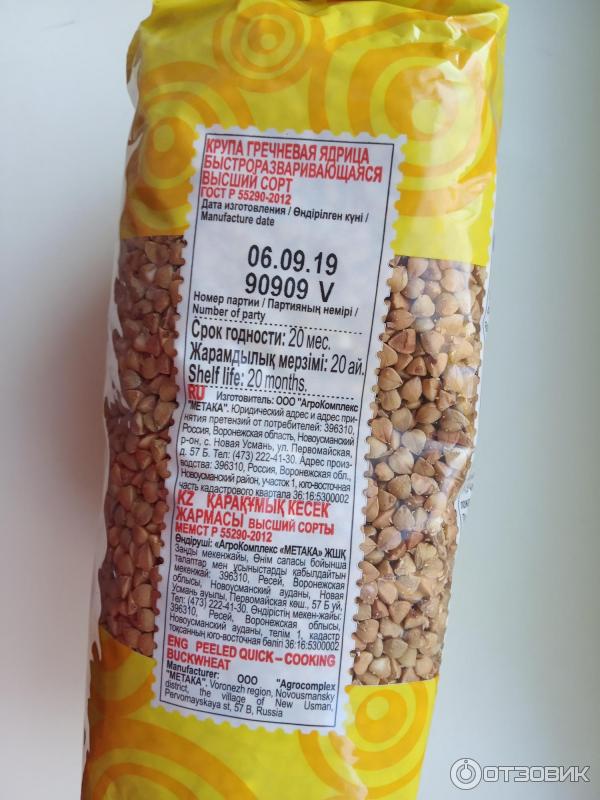 КРУПА ГРЕЧНЕВАЯ ЯДРИЦА
БЫСТРОРАЗВАРИВАЮЩАЯСЯ
ВЫСШИЙ СОРТ
ГОСТ Р 55290-2012
Дата изготовления / Өндірілген күні /
Manufacture date
06.09.19
90909 V
Номер партии / Партияның немірі /
Number of party
Срок годности: 20 мес.
Жарамдылық мерзімі: 20 ай.
Shelf life: 20 months.
RU Изготовитель: ООО "АгроКомплекс
"МЕТАКА". Юридический адрес и адрес при-
нятия претензий от потребителей: 396310,
Россия, Воронежская область, Новоусманский
р-он, с. Новая Усмань, ул. Первомайская,
д. 57 Б. Тел: (473) 222-41-30. Адрес произ-
водства: 396310, Россия, Воронежская обл.,
Новоусманский район, участок 1, юго-восточная
часть кадастрового квартала 36:16:5300002
KZ ҚАРАҚҰМЫҚ КЕСЕК
ЖАРМАСЫ ВЫСШИЙ СОРТЫ
МЕМСТ Р 55290-2012
Өндіруші: «АгроКомплекс «МЕТАКА» ЖШҚ
Заңды мекенжайы, Өнім сапасы бойынша
талаптар мен ұсыныстарды қабылдайтын
мекенжай: 396310, Ресей, Воронежская
облысы, Новоусманский ауданы, Новая
Усмань ауылы, Первомайская көш., 57 Б үй,
Тел: (473) 222-41-30. Өндірістің мекен-жайы:
396310, Ресей, Воронежская облысы,
Новоусманский ауданы, телім 1, кадастр
тоқсанның юго-восточная бөлігі 36:16:5300002
ENG PEELED QUICK – COOKING
BUCKWHEAT
Manufacturer: ООО "Agrocomplex
"METAKA", Voronezh region, Novousmansky
district, the village of New Usman,
Pervomayskaya st, 57 B, Russia
ОТЗОВИК